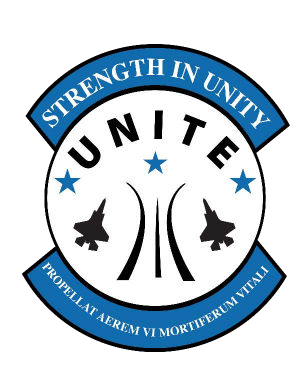 STRENGTH IN UNITY
UNITE
PROPELLAT AEREM VI MORTIFERUM VITALI